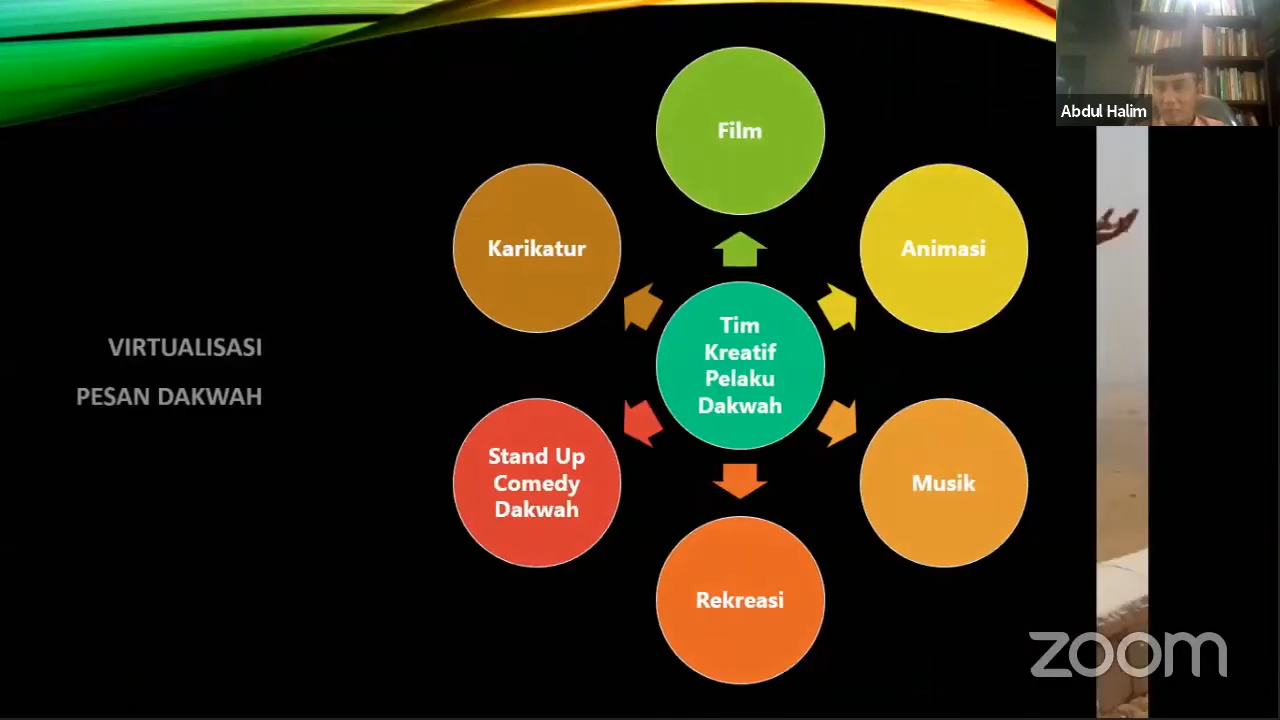 Abdul Halim
Film
Karikatur
Animasi
VIRTUALISASI
PESAN DAKWAH
Tim
Kreatif
Pelaku
Dakwah
Stand Up
Comedy
Dakwah
Musik
Rekreasi
zoom